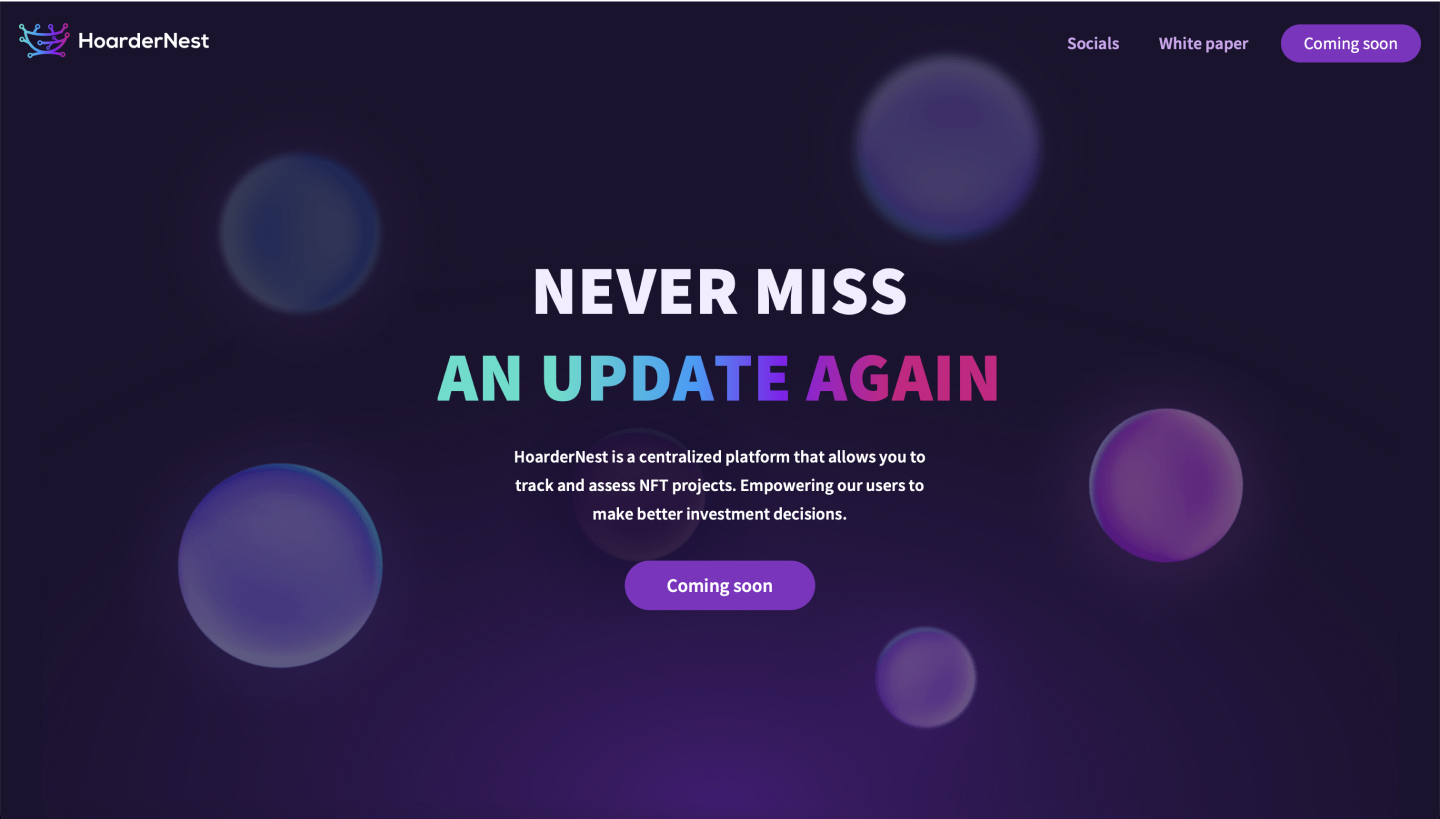 HoarderNest
Socials
White paper
Coming soon
NEVER MISS
AN UPDATE AGAIN
HoarderNest is a centralized platform that allows you to
track and assess NFT projects. Empowering our users to
make better investment decisions.
Coming soon